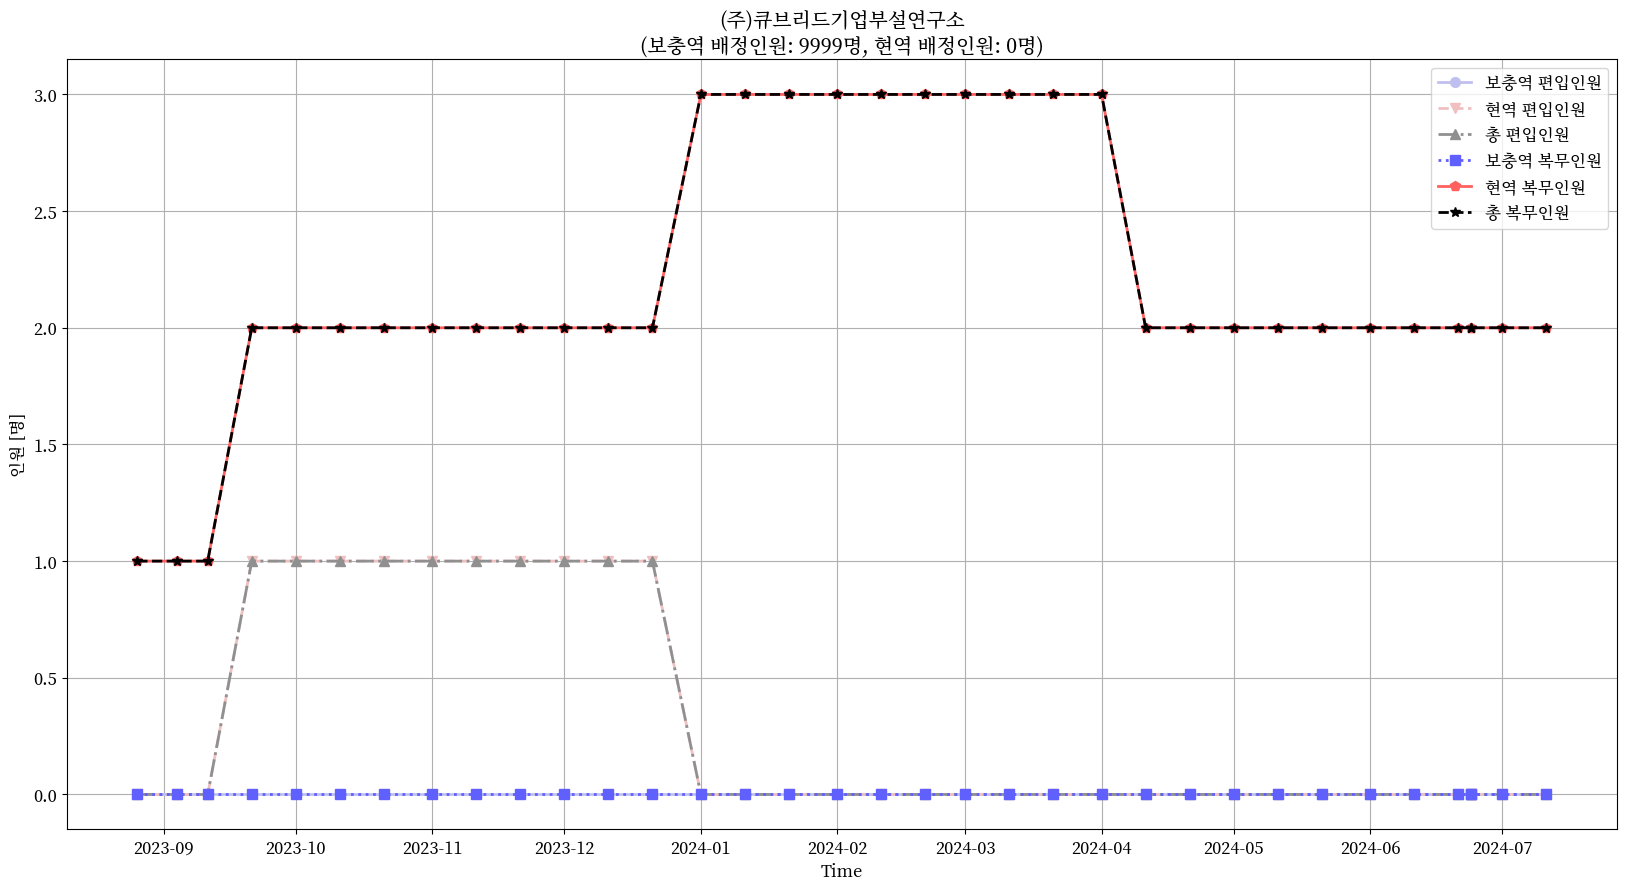 (주)큐브리드기업부설연구소
(보충역 배정인원: 9999명, 현역 배정인원: 0명)
보충역 편입인원
현역 편입인원
총 편입인원
보충역 복무인원
현역 복무인원
총 복무인원
인원 [명]
3.0
2.5
2.0
1.5
1.0
0.5
0.0
2023-09 2023-10 2023-11 2023-12 2024-01 2024-02 2024-03 2024-04 2024-05 2024-06 2024-07
Time